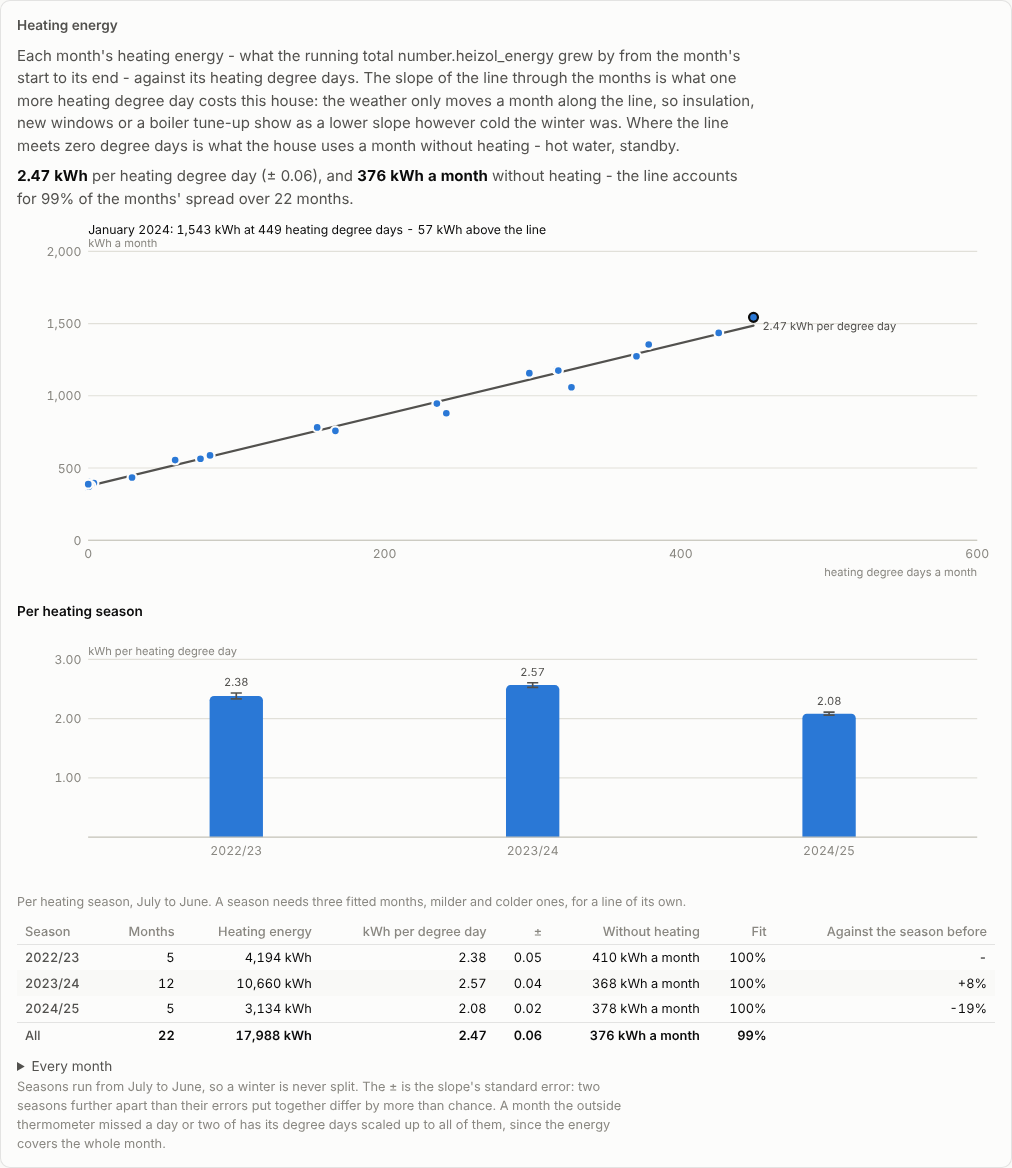 Heating energy
Each month's heating energy - what the running total number.heizol_energy grew by from the month's
start to its end - against its heating degree days. The slope of the line through the months is what one
more heating degree day costs this house: the weather only moves a month along the line, so insulation,
new windows or a boiler tune-up show as a lower slope however cold the winter was. Where the line
meets zero degree days is what the house uses a month without heating - hot water, standby.
2.47 kWh per heating degree day (± 0.06), and 376 kWh a month without heating - the line accounts
for 99% of the months' spread over 22 months.
January 2024: 1,543 kWh at 449 heating degree days - 57 kWh above the line
kWh a month
2,000
1,500
2.47 kWh per degree day
1,000
500
0
0 200 400 600
heating degree days a month
Per heating season
kWh per heating degree day
3.00
2.00
1.00
2.38 2.57 2.08
2022/23 2023/24 2024/25
Per heating season, July to June. A season needs three fitted months, milder and colder ones, for a line of its own.
Season Months Heating energy kWh per degree day ± Without heating Fit Against the season before
2022/23 5 4,194 kWh 2.38 0.05 410 kWh a month 100% -
2023/24 12 10,660 kWh 2.57 0.04 368 kWh a month 100% +8%
2024/25 5 3,134 kWh 2.08 0.02 378 kWh a month 100% -19%
All 22 17,988 kWh 2.47 0.06 376 kWh a month 99%
Every month
Seasons run from July to June, so a winter is never split. The ± is the slope's standard error: two
seasons further apart than their errors put together differ by more than chance. A month the outside
thermometer missed a day or two of has its degree days scaled up to all of them, since the energy
covers the whole month.